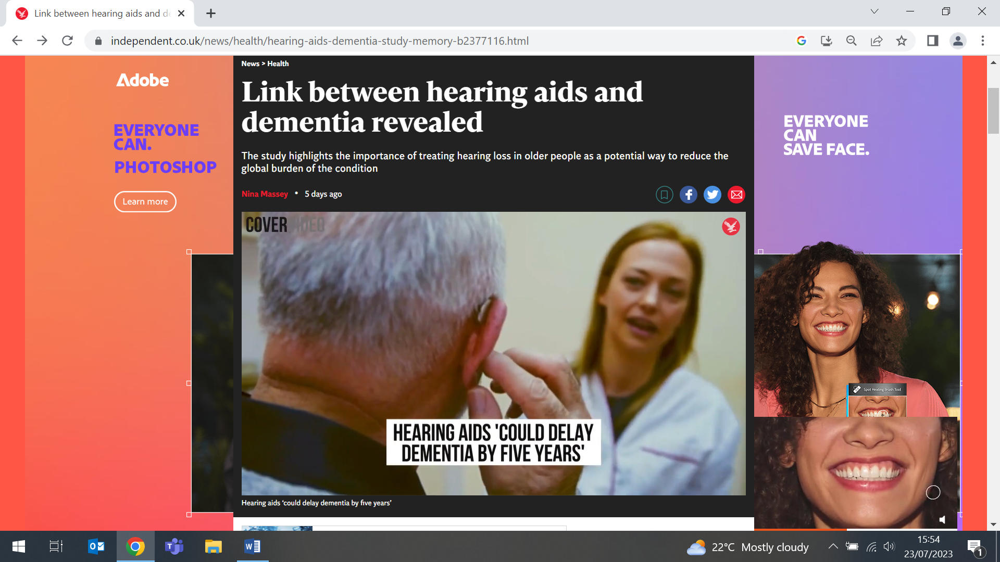 Link between hearing aids and de
independent.co.uk/news/health/hearing-aids-dementia-study-memory-b2377116.html
Adobe
EVERYONE
CAN.
PHOTOSHOP
Learn more
News > Health
Link between hearing aids and
dementia revealed
The study highlights the importance of treating hearing loss in older people as a potential way to reduce the
global burden of the condition
Nina Massey • 5 days ago
COVER VIDEO
HEARING AIDS 'COULD DELAY
DEMENTIA BY FIVE YEARS'
Hearing aids ‘could delay dementia by five years’
EVERYONE
CAN
SAVE FACE.
Spot Healing Brush Tool
22°C Mostly cloudy
15:54
23/07/2023
1